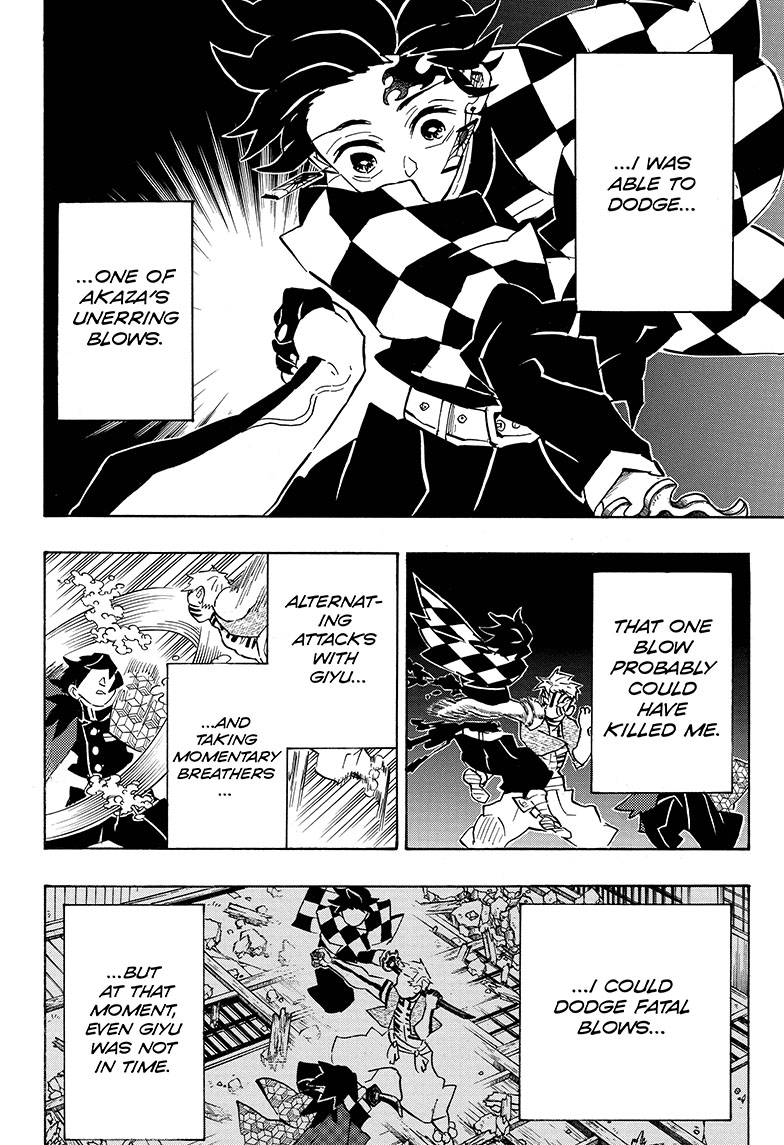 ...I WAS
ABLE TO
DODGE...
...ONE OF
AKAZA'S
UNERRING
BLOWS.
THAT ONE
BLOW
PROBABLY
COULD
HAVE
KILLED ME.
ALTERNAT-
ING
ATTACKS
WITH
GIYU...
...AND
TAKING
MOMENTARY
BREATHERS
...
...I COULD
DODGE FATAL
BLOWS...
...BUT
AT THAT
MOMENT,
EVEN GIYU
WAS NOT
IN TIME.